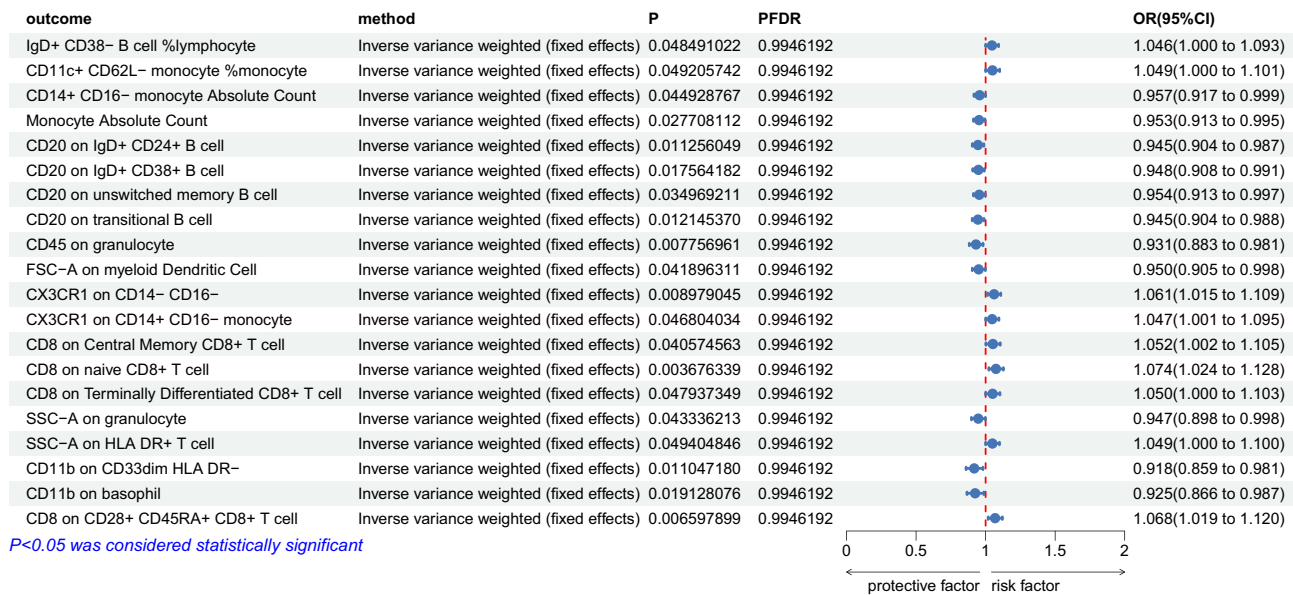 outcome method P PFDR OR(95%CI)
IgD+ CD38− B cell %lymphocyte Inverse variance weighted (fixed effects) 0.048491022 0.9946192 1.046(1.000 to 1.093)
CD11c+ CD62L− monocyte %monocyte Inverse variance weighted (fixed effects) 0.049205742 0.9946192 1.049(1.000 to 1.101)
CD14+ CD16− monocyte Absolute Count Inverse variance weighted (fixed effects) 0.044928767 0.9946192 0.957(0.917 to 0.999)
Monocyte Absolute Count Inverse variance weighted (fixed effects) 0.027708112 0.9946192 0.953(0.913 to 0.995)
CD20 on IgD+ CD24+ B cell Inverse variance weighted (fixed effects) 0.011256049 0.9946192 0.945(0.904 to 0.987)
CD20 on IgD+ CD38+ B cell Inverse variance weighted (fixed effects) 0.017564182 0.9946192 0.948(0.908 to 0.991)
CD20 on unswitched memory B cell Inverse variance weighted (fixed effects) 0.034969211 0.9946192 0.954(0.913 to 0.997)
CD20 on transitional B cell Inverse variance weighted (fixed effects) 0.012145370 0.9946192 0.945(0.904 to 0.988)
CD45 on granulocyte Inverse variance weighted (fixed effects) 0.007756961 0.9946192 0.931(0.883 to 0.981)
FSC−A on myeloid Dendritic Cell Inverse variance weighted (fixed effects) 0.041896311 0.9946192 0.950(0.905 to 0.998)
CX3CR1 on CD14− CD16− Inverse variance weighted (fixed effects) 0.008979045 0.9946192 1.061(1.015 to 1.109)
CX3CR1 on CD14+ CD16− monocyte Inverse variance weighted (fixed effects) 0.046804034 0.9946192 1.047(1.001 to 1.095)
CD8 on Central Memory CD8+ T cell Inverse variance weighted (fixed effects) 0.040574563 0.9946192 1.052(1.002 to 1.105)
CD8 on naive CD8+ T cell Inverse variance weighted (fixed effects) 0.003676339 0.9946192 1.074(1.024 to 1.128)
CD8 on Terminally Differentiated CD8+ T cell Inverse variance weighted (fixed effects) 0.047937349 0.9946192 1.050(1.000 to 1.103)
SSC−A on granulocyte Inverse variance weighted (fixed effects) 0.043336213 0.9946192 0.947(0.898 to 0.998)
SSC−A on HLA DR+ T cell Inverse variance weighted (fixed effects) 0.049404846 0.9946192 1.049(1.000 to 1.100)
CD11b on CD33dim HLA DR− Inverse variance weighted (fixed effects) 0.011047180 0.9946192 0.918(0.859 to 0.981)
CD11b on basophil Inverse variance weighted (fixed effects) 0.019128076 0.9946192 0.925(0.866 to 0.987)
CD8 on CD28+ CD45RA+ CD8+ T cell Inverse variance weighted (fixed effects) 0.006597899 0.9946192 1.068(1.019 to 1.120)
P<0.05 was considered statistically significant
0 0.5 1 1.5 2
protective factor risk factor